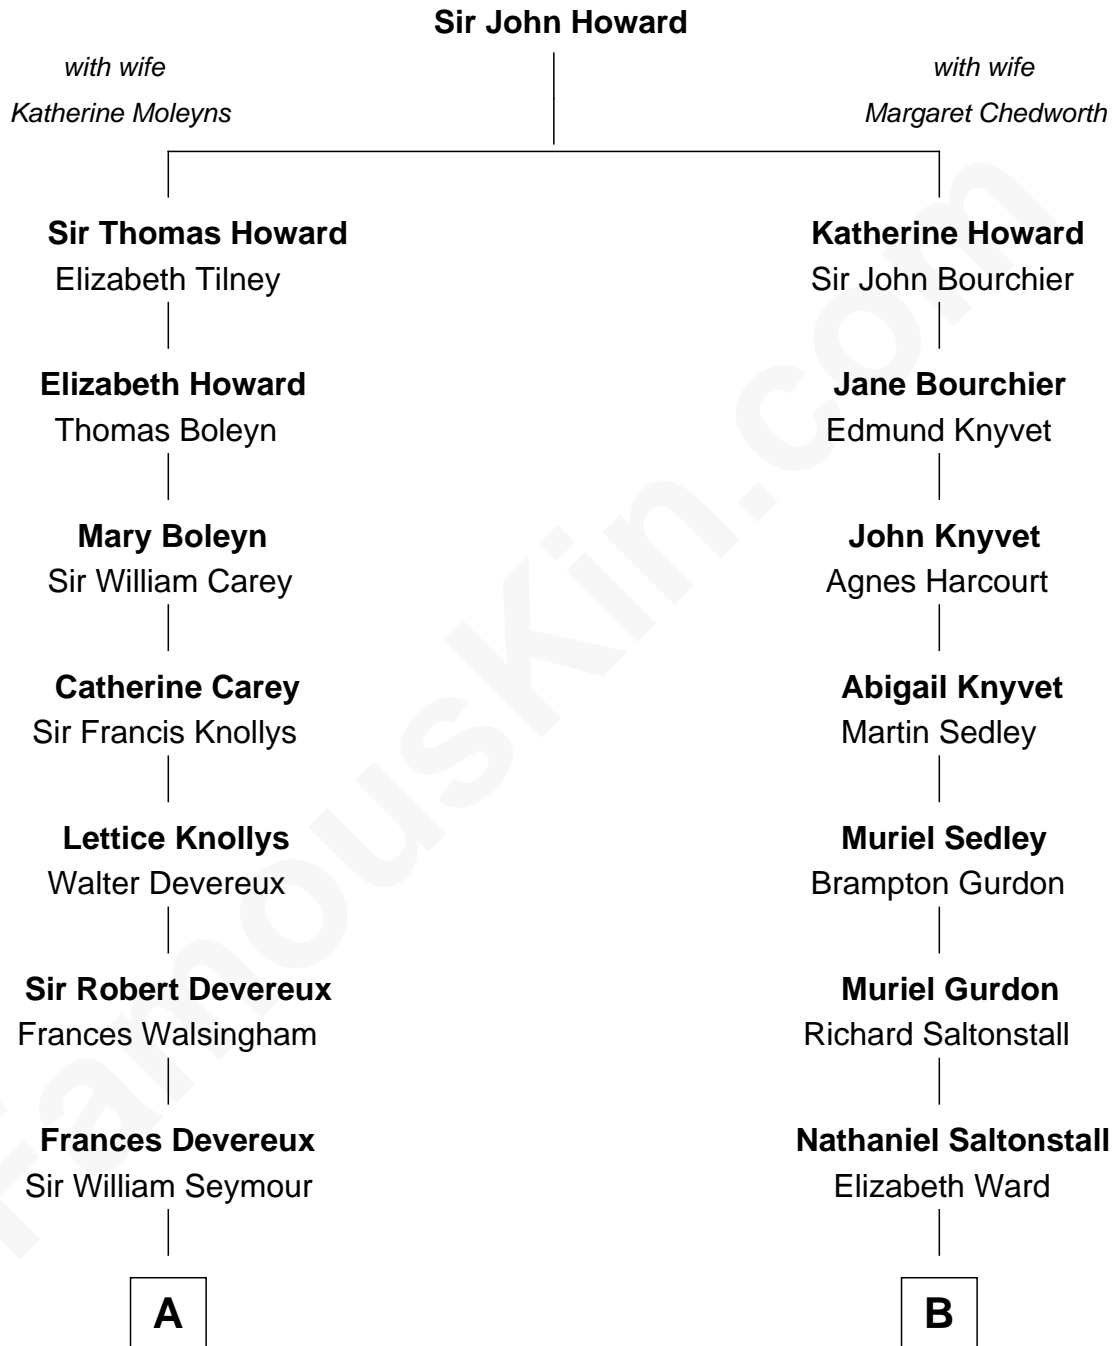 Sir John Howard
with wife
Katherine Moleyns
with wife
Margaret Chedworth
Sir Thomas Howard
Elizabeth Tilney
Katherine Howard
Sir John Bourchier
Elizabeth Howard
Thomas Boleyn
Jane Bourchier
Edmund Knyvet
Mary Boleyn
Sir William Carey
John Knyvet
Agnes Harcourt
Catherine Carey
Sir Francis Knollys
Abigail Knyvet
Martin Sedley
Lettice Knollys
Walter Devereux
Muriel Sedley
Brampton Gurdon
Sir Robert Devereux
Frances Walsingham
Muriel Gurdon
Richard Saltonstall
Frances Devereux
Sir William Seymour
Nathaniel Saltonstall
Elizabeth Ward
A
B
FamousKin.com